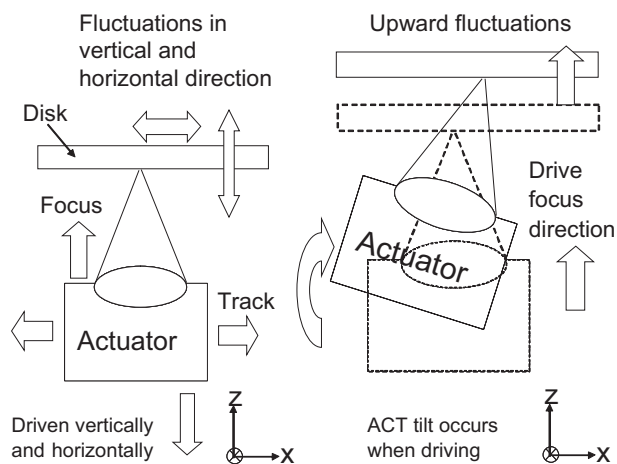 Fluctuations in
vertical and
horizontal direction
Disk
Focus
Track
Actuator
Driven vertically
and horizontally
Z
X
Upward fluctuations
Drive
focus
direction
Actuator
ACT tilt occurs
when driving
Z
X